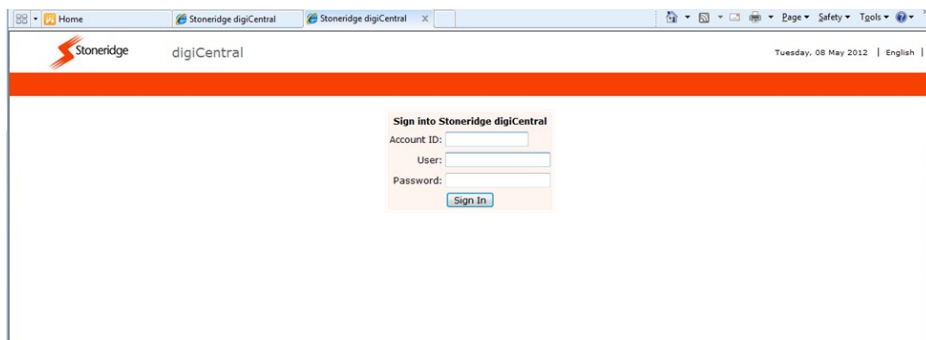 Home Stoneridge digiCentral Stoneridge digiCentral X Page Safety Tools
Stoneridge digiCentral Tuesday, 08 May 2012 | English |
Sign into Stoneridge digiCentral
Account ID:
User:
Password:
Sign In